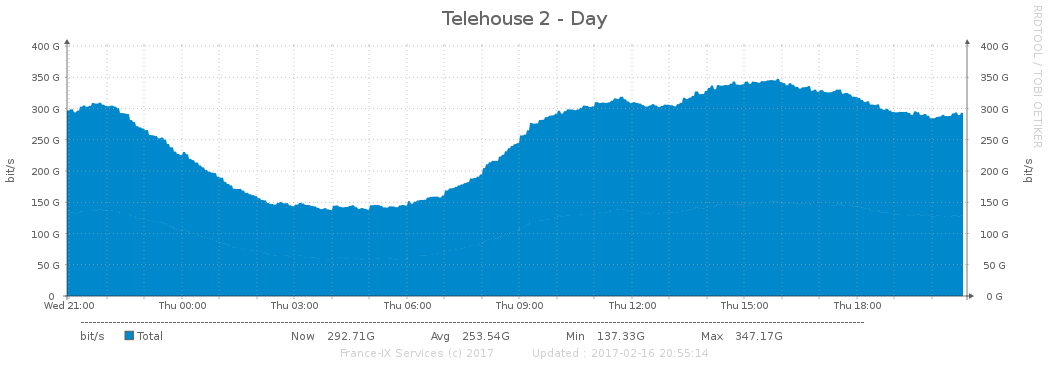 Telehouse 2 - Day
RRDTOOL / TOBI OETIKER
bit/s
400 G 400 G
350 G 350 G
300 G 300 G
250 G 250 G
200 G 200 G
150 G 150 G
100 G 100 G
50 G 50 G
0 0 G
bit/s
Wed 21:00 Thu 00:00 Thu 03:00 Thu 06:00 Thu 09:00 Thu 12:00 Thu 15:00 Thu 18:00
bit/s Total Now 292.71G Avg 253.54G Min 137.33G Max 347.17G
France-IX Services (c) 2017 Updated : 2017-02-16 20:55:14